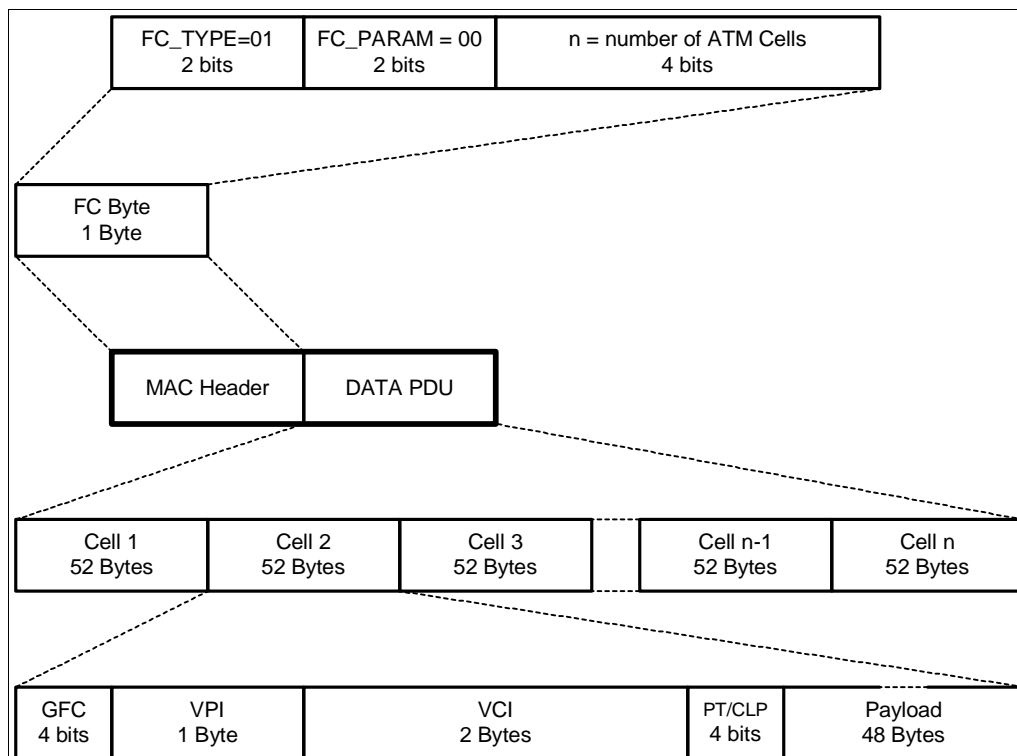 FC_TYPE=01
2 bits
FC_PARAM = 00
2 bits
n = number of ATM Cells
4 bits
FC Byte
1 Byte
MAC Header
DATA PDU
Cell 1
52 Bytes
Cell 2
52 Bytes
Cell 3
52 Bytes
Cell n-1
52 Bytes
Cell n
52 Bytes
GFC
4 bits
VPI
1 Byte
VCI
2 Bytes
PT/CLP
4 bits
Payload
48 Bytes